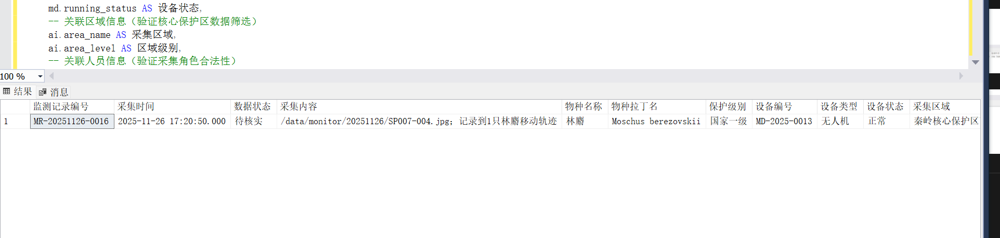 md.running_status AS 设备状态,
-- 关联区域信息（验证核心保护区数据筛选）
ai.area_name AS 采集区域,
ai.area_level AS 区域级别,
-- 关联人员信息（验证采集角色合法性）
100 %
结果 消息
监测记录编号 采集时间 数据状态 采集内容 物种名称 物种拉丁名 保护级别 设备编号 设备类型 设备状态 采集区域
1 MR-20251126-0016 2025-11-26 17:20:50.000 待核实 /data/monitor/20251126/SP007-004.jpg；记录到1只林麝移动轨迹 林麝 Moschus berezovskii 国家一级 MD-2025-0013 无人机 正常 秦岭核心保护区